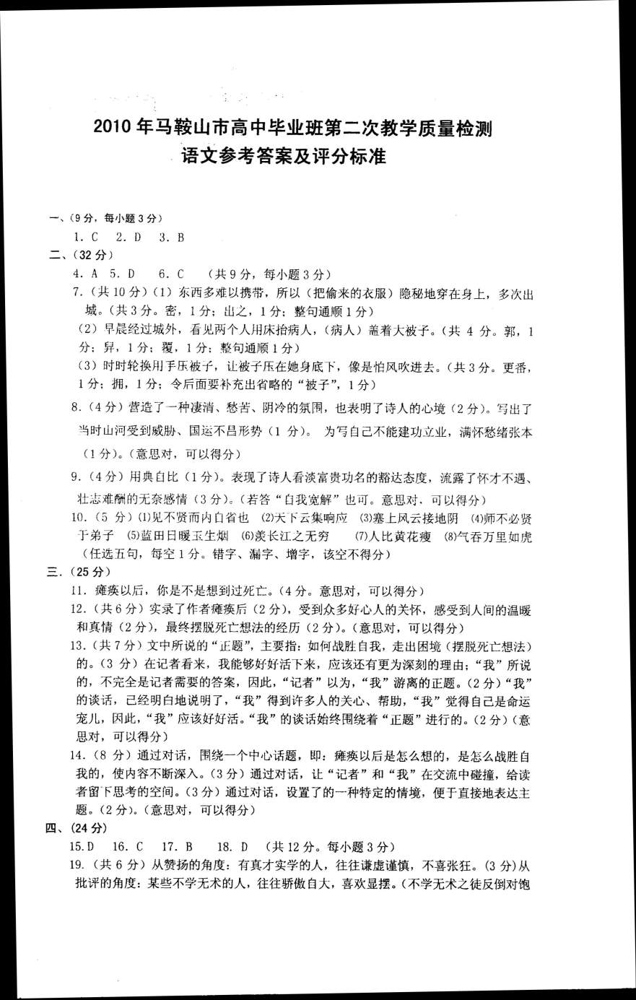 2010 年马鞍山市高中毕业班第二次教学质量检测
语文参考答案及评分标准
一、（9 分，每小题 3 分）
1．C　2．D　3．B
二、（32 分）
4．A　5．D　6．C　（共 9 分，每小题 3 分）
7．（共 10 分）（1）东西多难以携带，所以（把偷来的衣服）隐秘地穿在身上，多次出
城。（共 3 分。密，1 分；出之，1 分；整句通顺 1 分）
（2）早晨经过城外，看见两个人用床抬病人，（病人）盖着大被子。（共 4 分。郭，1
分；舁，1 分；覆，1 分；整句通顺 1 分）
（3）时时轮换用手压被子，让被子压在她身底下，像是怕风吹进去。（共 3 分。更番，
1 分；拥，1 分；令后面要补充出省略的“被子”，1 分）
8．（4 分）营造了一种凄清、愁苦、阴冷的氛围，也表明了诗人的心境（2 分）。写出了
当时山河受到威胁、国运不昌形势（1 分）。 为写自己不能建功立业，满怀愁绪张本
（1 分）。（意思对，可以得分）
9．（4 分）用典自比（1 分）。表现了诗人看淡富贵功名的豁达态度，流露了怀才不遇、
壮志难酬的无奈感情（3 分）。（若答“自我宽解”也可。意思对．可以得分）
10．（5 分）⑴见不贤而内自省也　⑵天下云集响应　⑶塞上风云接地阴　⑷师不必贤
于弟子　⑸蓝田日暖玉生烟　⑹羡长江之无穷　⑺人比黄花瘦　⑻气吞万里如虎
（任选五句，每空 1 分。错字、漏字、增字，该空不得分）
三．（25 分）
11．瘫痪以后，你是不是想到过死亡。（4 分。意思对，可以得分）
12．（共 6 分）实录了作者瘫痪后（2 分），受到众多好心人的关怀，感受到人间的温暖
和真情（2 分），最终摆脱死亡想法的经历（2 分）。（意思对，可以得分）
13．（共 7 分）文中所说的“正题”，主要指：如何战胜自我，走出困境（摆脱死亡想法）
的。（3 分）在记者看来，我能够好好活下来，应该还有更为深刻的理由；“我”所说
的，不完全是记者需要的答案，因此，“记者”以为，“我”游离的正题。（2 分）“我”
的谈话，已经明白地说明了，“我”得到许多人的关心、帮助，“我”觉得自己是命运
宠儿，因此，“我”应该好好活。“我”的谈话始终围绕着“正题”进行的。（2 分）（意
思对，可以得分）
14．（8 分）通过对话，围绕一个中心话题，即：瘫痪以后是怎么想的，是怎么战胜自
我的，使内容不断深入。（3 分）通过对话，让“记者”和“我”在交流中碰撞，给读
者留下思考的空间。（3 分）通过对话，设置了的一种特定的情境，便于直接地表达主
题。（2 分）。（意思对，可以得分）
四、（24 分）
15. D　16．C　17．B　18．D　（共 12 分。每小题 3 分）
19．（共 6 分）从赞扬的角度：有真才实学的人，往往谦虚谨慎，不喜张狂。（3 分）从
批评的角度：某些不学无术的人，往往骄傲自大，喜欢显摆。（不学无术之徒反倒对饱